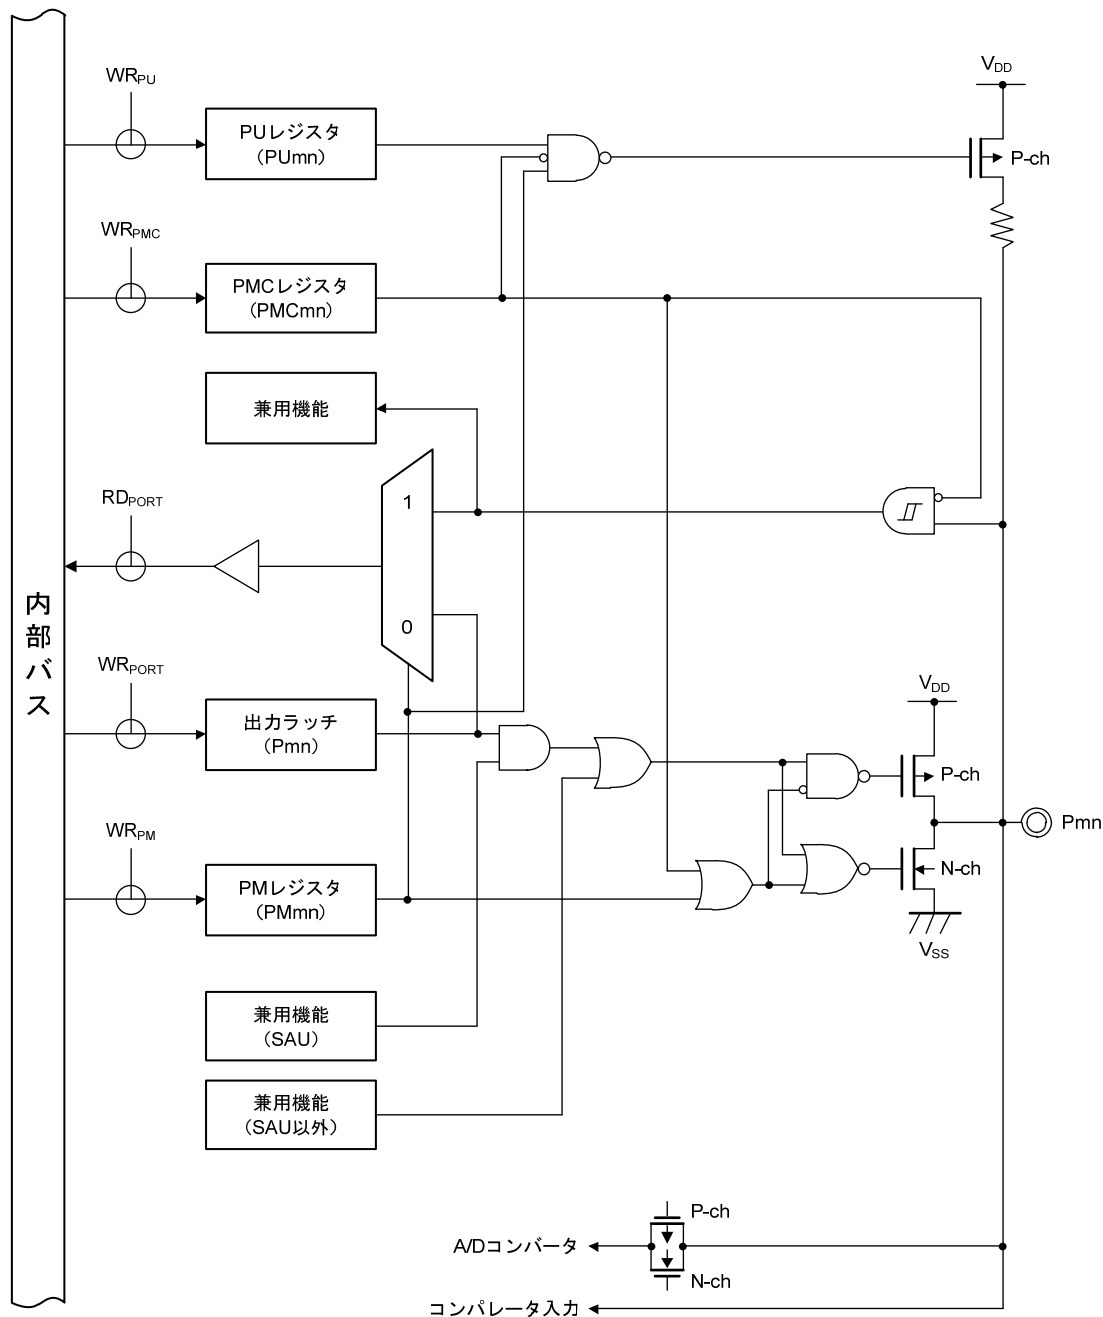 WRPU
PUレジスタ
(PUmn)
VDD
P-ch
WRPMC
PMCレジスタ
(PMCmn)
兼用機能
1
0
RDPORT
内部バス
WRPORT
出力ラッチ
(Pmn)
VDD
P-ch
Pmn
N-ch
VSS
WRPM
PMレジスタ
(PMmn)
兼用機能
(SAU)
兼用機能
(SAU以外)
P-ch
A/Dコンバータ
N-ch
コンパレータ入力